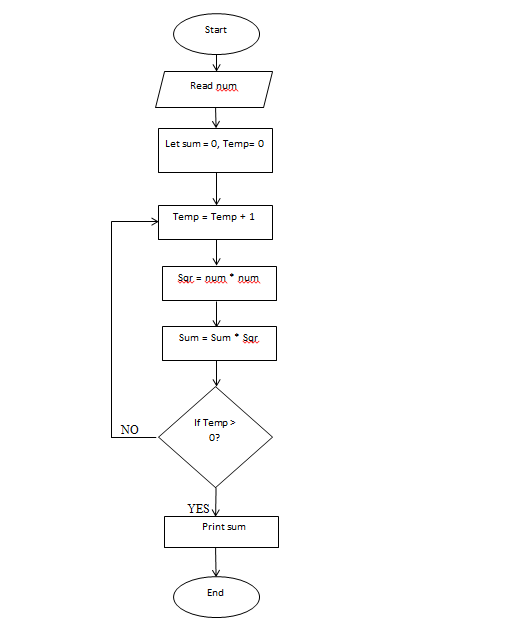 Start
Read num
Let sum = 0, Temp= 0
Temp = Temp + 1
Sqr = num * num
Sum = Sum * Sqr
If Temp >
0?
NO
YES
Print sum
End